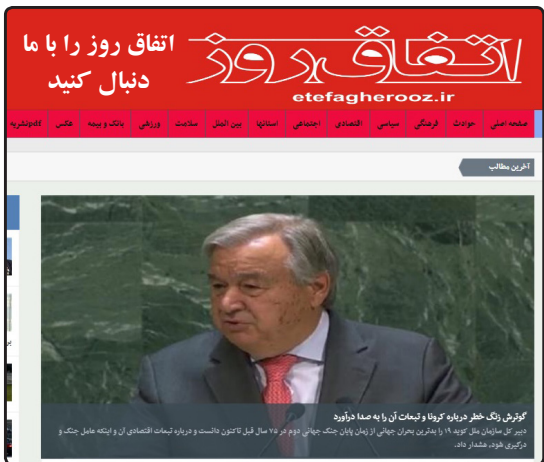 اتفاق روز را با ما
دنبال کنید
اتفاق روز
etefagherooz.ir
صفحه اصلی حوادث فرهنگی سیاسی اقتصادی اجتماعی استانها بین الملل سلامت ورزشی بانک و بیمه عکس pdfنشریه
آخرین مطالب
گوترش زنگ خطر درباره کرونا و تبعات آن را به صدا درآورد
دبیر کل سازمان ملل کوید ۱۹ را بدترین بحران جهانی از زمان پایان جنگ جهانی دوم در ۷۵ سال قبل تاکنون دانست و درباره تبعات اقتصادی آن و اینکه عامل جنگ و
درگیری شود، هشدار داد.